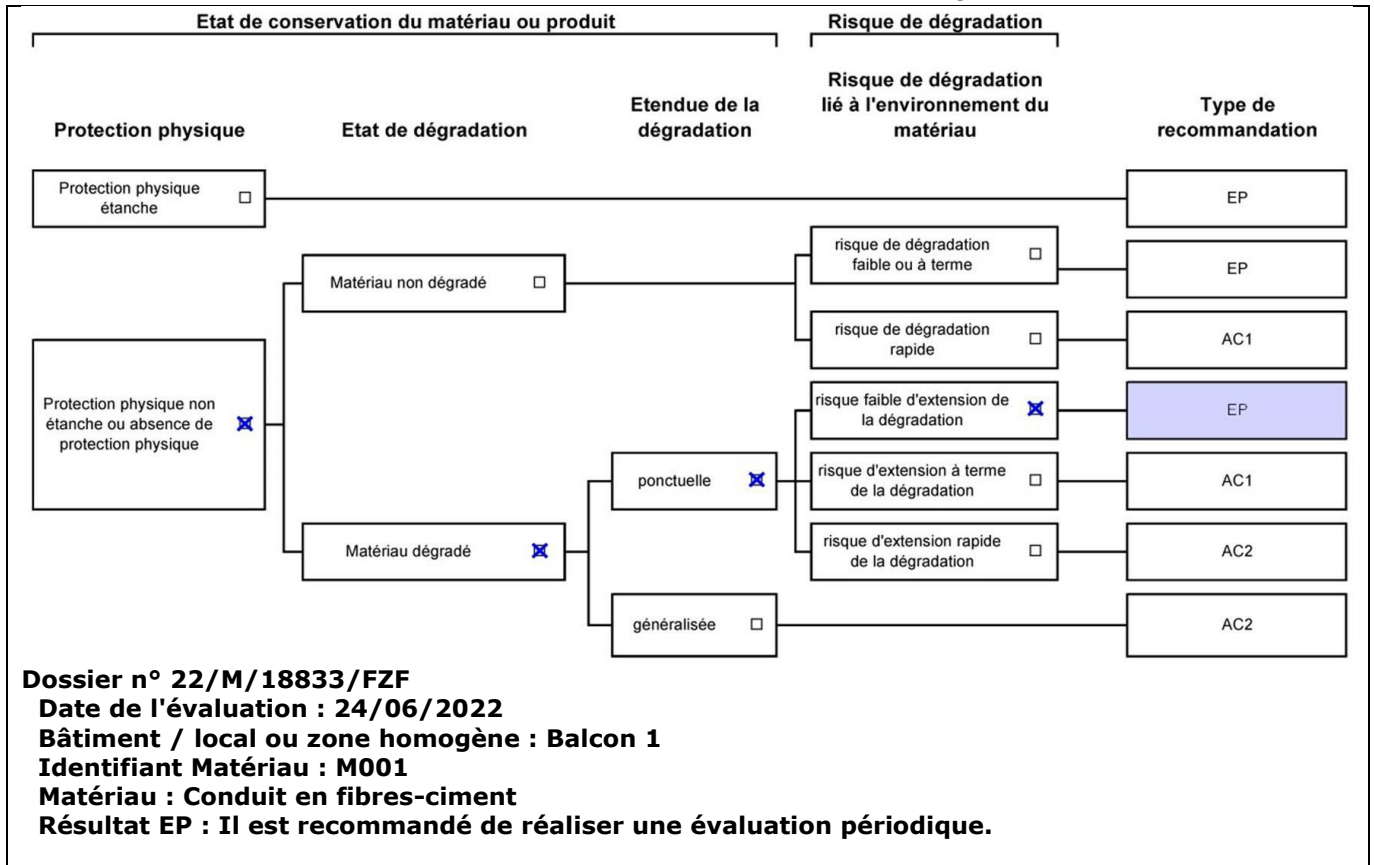 Etat de conservation du matériau ou produit
Risque de dégradation
Protection physique
Etat de dégradation
Etendue de la
dégradation
Risque de dégradation
lié à l'environnement du
matériau
Type de
recommandation
Protection physique
étanche
EP
risque de dégradation
faible ou à terme
EP
Matériau non dégradé
risque de dégradation
rapide
AC1
Protection physique non
étanche ou absence de
protection physique
risque faible d'extension de
la dégradation
EP
ponctuelle
risque d'extension à terme
de la dégradation
AC1
Matériau dégradé
risque d'extension rapide
de la dégradation
AC2
généralisée
AC2
Dossier n° 22/M/18833/FZF
Date de l'évaluation : 24/06/2022
Bâtiment / local ou zone homogène : Balcon 1
Identifiant Matériau : M001
Matériau : Conduit en fibres-ciment
Résultat EP : Il est recommandé de réaliser une évaluation périodique.